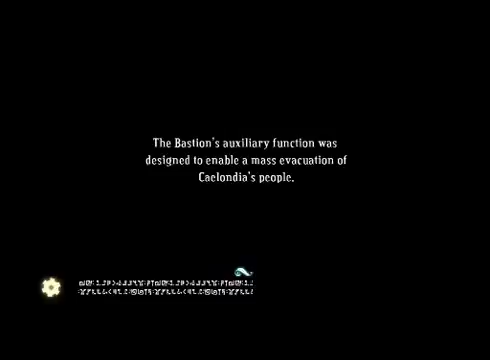 The Bastion's auxiliary function was
designed to enable a mass evacuation of
Caelondia's people.